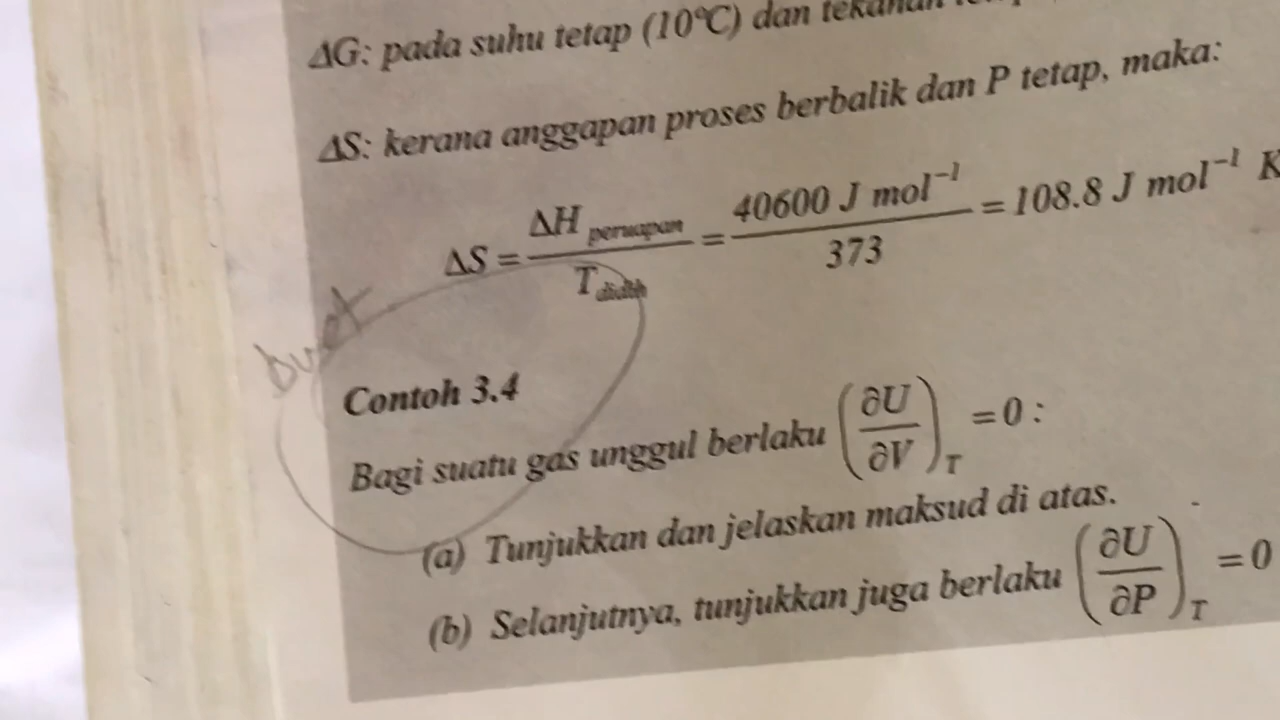 ΔG: pada suhu tetap (10°C) dan tekanan
ΔS: kerana anggapan proses berbalik dan P tetap, maka:
ΔS = ΔH peruapan / T didih = 40600 J mol⁻¹ / 373 = 108.8 J mol⁻¹ K
Contoh 3.4
Bagi suatu gas unggul berlaku (∂U/∂V)_T = 0 :
(a) Tunjukkan dan jelaskan maksud di atas.
(b) Selanjutnya, tunjukkan juga berlaku (∂U/∂P)_T = 0